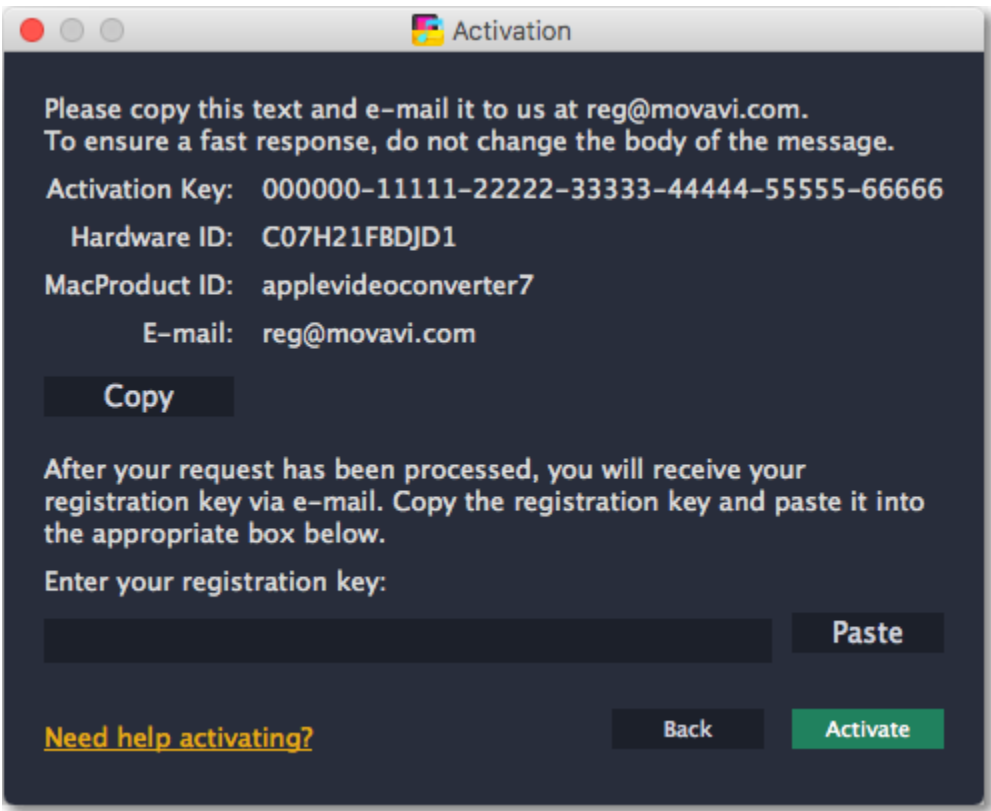 Activation
Please copy this text and e-mail it to us at reg@movavi.com.
To ensure a fast response, do not change the body of the message.
Activation Key: 000000-11111-22222-33333-44444-55555-66666
Hardware ID: C07H21FBDJD1
MacProduct ID: applevideoconverter7
E-mail: reg@movavi.com
Copy
After your request has been processed, you will receive your
registration key via e-mail. Copy the registration key and paste it into
the appropriate box below.
Enter your registration key:
Paste
Need help activating? Back Activate